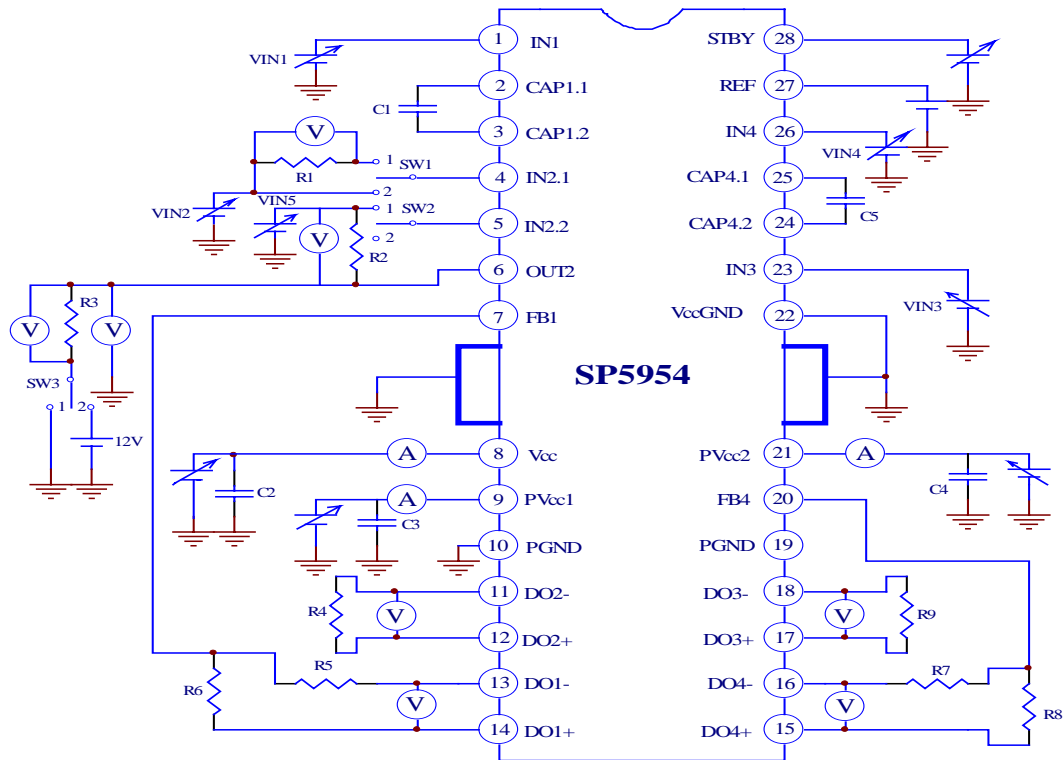 1 IN1 STBY 28
VIN1
2 CAP1.1 REF 27
C1
3 CAP1.2 IN4 26
V
VIN4
R1 1 SW1
4 IN2.1 CAP4.1 25
2
VIN2 VIN5 1 SW2 C5
5 IN2.2 CAP4.2 24
V 2 R2
6 OUT2 IN3 23
R3
VIN3
V V
7 FB1 VccGND 22
SP5954
SW3
1 2
12V
A 8 Vcc PVcc2 21 A
C2 C4
A 9 PVcc1 FB4 20
C3
10 PGND PGND 19
11 DO2- DO3- 18
R4 V V R9
12 DO2+ DO3+ 17
R5 R7
R6 13 DO1- DO4- 16
V V R8
14 DO1+ DO4+ 15